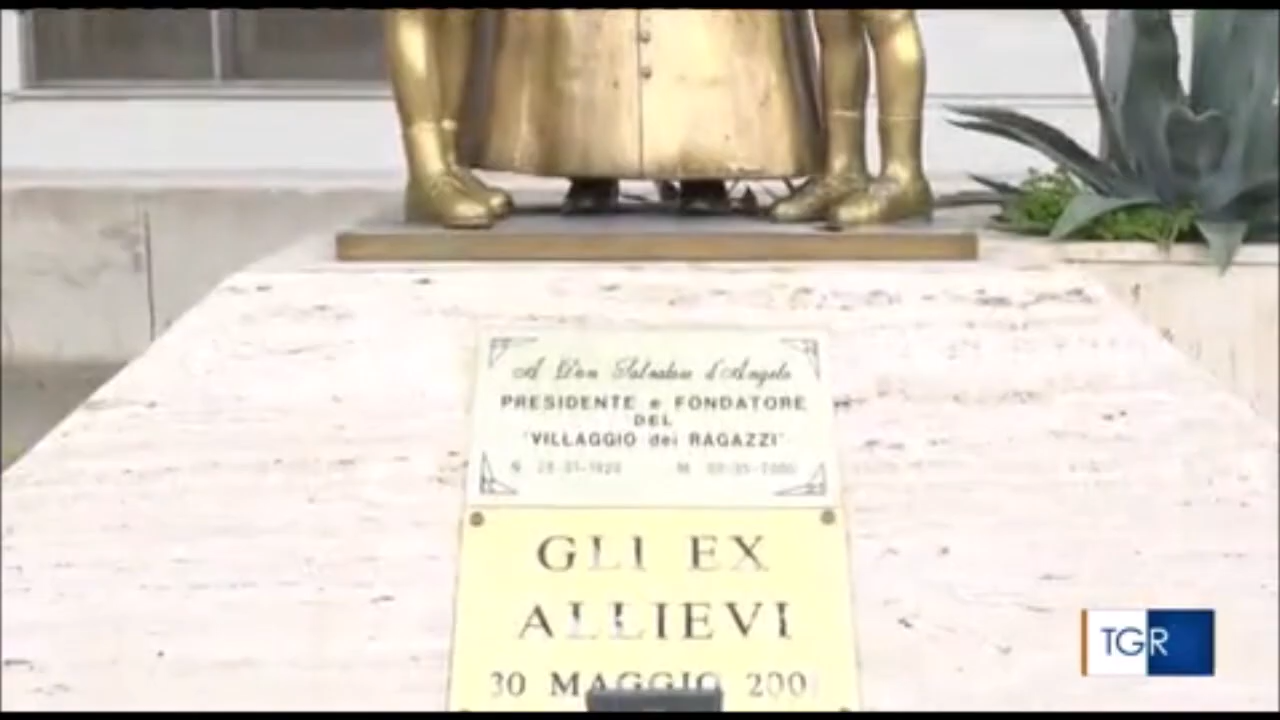 A Don Salvatore d'Angelo
PRESIDENTE e FONDATORE
DEL
"VILLAGGIO dei RAGAZZI"
N M
GLI EX
ALLIEVI
30 MAGGIO
TGR